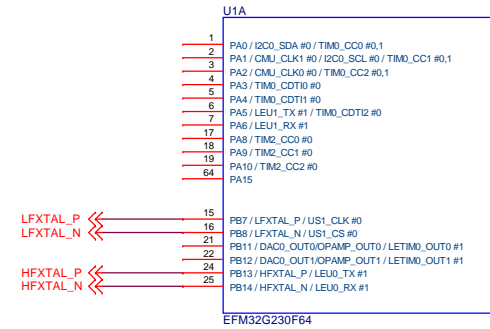 U1A
1 PA0 / I2C0_SDA #0 / TIM0_CC0 #0,1
2 PA1 / CMU_CLK1 #0 / I2C0_SCL #0 / TIM0_CC1 #0,1
3 PA2 / CMU_CLK0 #0 / TIM0_CC2 #0,1
4 PA3 / TIM0_CDTI0 #0
5 PA4 / TIM0_CDTI1 #0
6 PA5 / LEU1_TX #1 / TIM0_CDTI2 #0
7 PA6 / LEU1_RX #1
17 PA8 / TIM2_CC0 #0
18 PA9 / TIM2_CC1 #0
19 PA10 / TIM2_CC2 #0
64 PA15
LFXTAL_P 15 PB7 / LFXTAL_P / US1_CLK #0
LFXTAL_N 16 PB8 / LFXTAL_N / US1_CS #0
21 PB11 / DAC0_OUT0/OPAMP_OUT0 / LETIM0_OUT0 #1
22 PB12 / DAC0_OUT1/OPAMP_OUT1 / LETIM0_OUT1 #1
HFXTAL_P 24 PB13 / HFXTAL_P / LEU0_TX #1
HFXTAL_N 25 PB14 / HFXTAL_N / LEU0_RX #1
EFM32G230F64